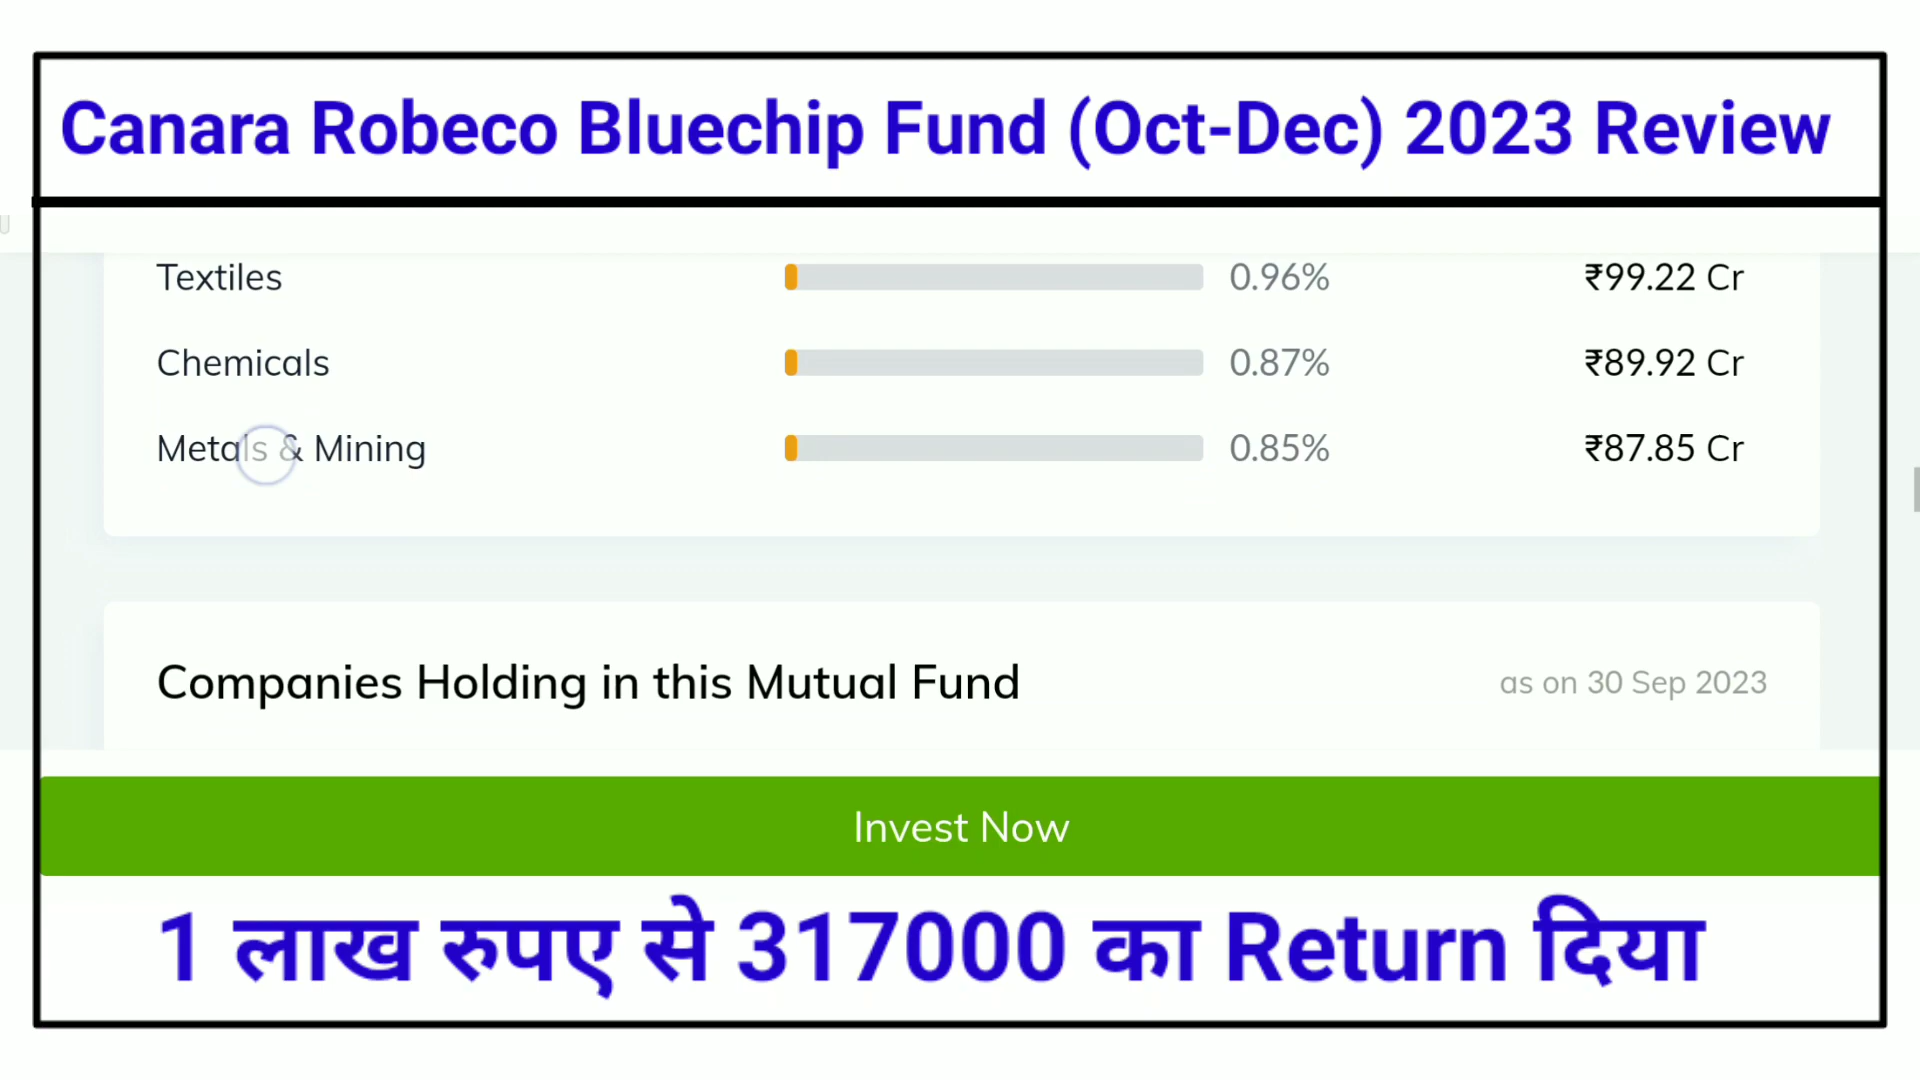 Canara Robeco Bluechip Fund (Oct-Dec) 2023 Review
Textiles 0.96% ₹99.22 Cr
Chemicals 0.87% ₹89.92 Cr
Metals & Mining 0.85% ₹87.85 Cr
Companies Holding in this Mutual Fund as on 30 Sep 2023
Invest Now
1 लाख रुपए से 317000 का Return दिया